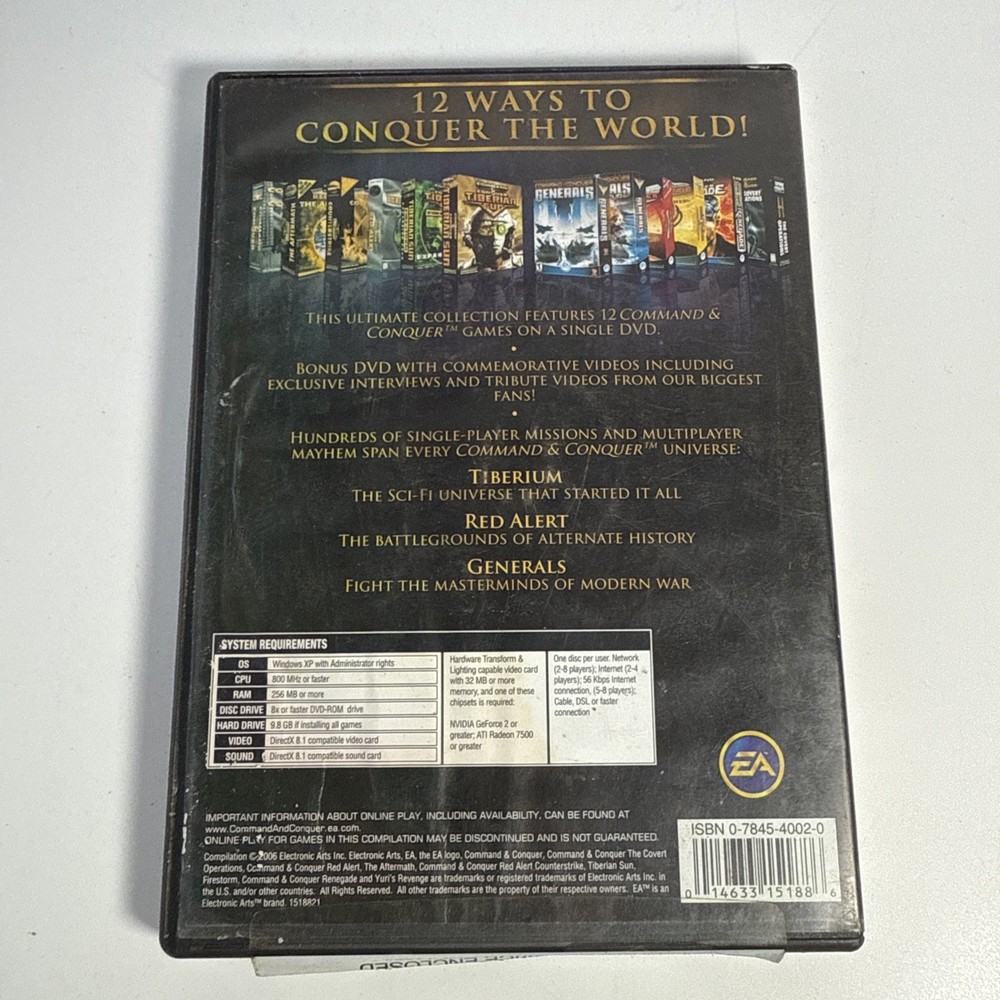 12 WAYS TO
CONQUER THE WORLD!
TIBERIAN SUN
GENERALS
THIS ULTIMATE COLLECTION FEATURES 12 COMMAND &
CONQUER™ GAMES ON A SINGLE DVD.
•
BONUS DVD WITH COMMEMORATIVE VIDEOS INCLUDING
EXCLUSIVE INTERVIEWS AND TRIBUTE VIDEOS FROM OUR BIGGEST
FANS!
•
HUNDREDS OF SINGLE-PLAYER MISSIONS AND MULTIPLAYER
MAYHEM SPAN EVERY COMMAND & CONQUER™ UNIVERSE:
TIBERIUM
THE SCI-FI UNIVERSE THAT STARTED IT ALL
RED ALERT
THE BATTLEGROUNDS OF ALTERNATE HISTORY
GENERALS
FIGHT THE MASTERMINDS OF MODERN WAR
SYSTEM REQUIREMENTS
OS Windows XP with Administrator rights
CPU 800 MHz or faster
RAM 256 MB or more
DISC DRIVE 8x or faster DVD-ROM drive
HARD DRIVE 9.8 GB if installing all games
VIDEO DirectX 8.1 compatible video card
SOUND DirectX 8.1 compatible sound card
Hardware Transform &
Lighting capable video card
with 32 MB or more
memory, and one of these
chipsets is required:
NVIDIA GeForce 2 or
greater; ATI Radeon 7500
or greater
One disc per user. Network
(2-8 players); Internet (2-4
players); 56 Kbps Internet
connection, (5-8 players);
Cable, DSL or faster
connection
EA
IMPORTANT INFORMATION ABOUT ONLINE PLAY, INCLUDING AVAILABILITY, CAN BE FOUND AT
www.CommandAndConquer.ea.com.
ONLINE PLAY FOR GAMES IN THIS COMPILATION MAY BE DISCONTINUED AND IS NOT GUARANTEED.
Compilation © 2006 Electronic Arts Inc. Electronic Arts, EA, the EA logo, Command & Conquer, Command & Conquer The Covert
Operations, Command & Conquer Red Alert, The Aftermath, Command & Conquer Red Alert Counterstrike, Tiberian Sun,
Firestorm, Command & Conquer Renegade and Yuri's Revenge are trademarks or registered trademarks of Electronic Arts Inc. in
the U.S. and/or other countries. All Rights Reserved. All other trademarks are the property of their respective owners. EA™ is an
Electronic Arts™ brand. 1518821
ISBN 0-7845-4002-0
0 14633 15188 6
ENCLOSED